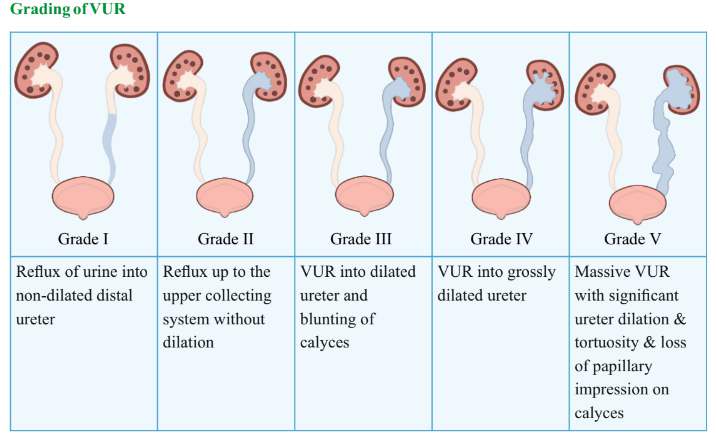 Grading of VUR
Grade I
Grade II
Grade III
Grade IV
Grade V
Reflux of urine into
non-dilated distal
ureter
Reflux up to the
upper collecting
system without
dilation
VUR into dilated
ureter and
blunting of
calyces
VUR into grossly
dilated ureter
Massive VUR
with significant
ureter dilation &
tortuosity & loss
of papillary
impression on
calyces